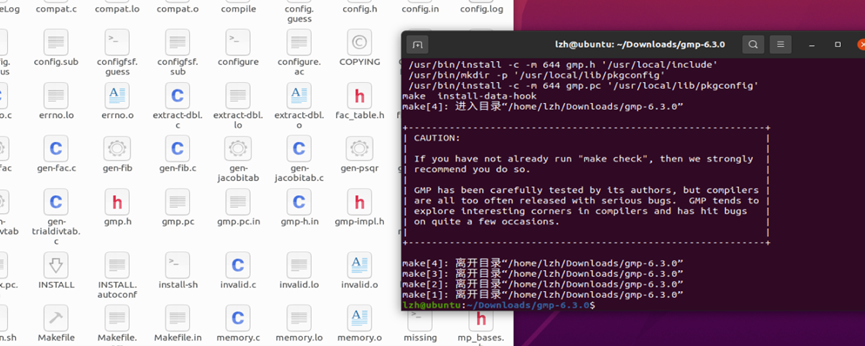 eLog
compat.c
compat.lo
compat.o
compile
config.
guess
config.h
config.in
config.log
us
config.sub
configfsf.
guess
configfsf.
sub
configure
configure.
ac
COPYING
o.c
errno.lo
errno.o
extract-dbl.
c
extract-dbl.
lo
extract-dbl.
o
fac_table.h
fac
gen-fac.c
gen-fib
gen-fib.c
gen-
jacobitab
gen-
jacobitab.c
gen-psqr
n-
vtab
gen-
trialdivtab.
c
gmp.h
gmp.pc
gmp.pc.in
gmp-h.in
gmp-impl.h
x.pc.
INSTALL
INSTALL.
autoconf
install-sh
invalid.c
invalid.lo
invalid.o
n.sh
Makefile
Makefile.
Makefile.in
memory.c
memory.lo
memory.o
missing
mp_bases.
lzh@ubuntu: ~/Downloads/gmp-6.3.0
/usr/bin/install -c -m 644 gmp.h '/usr/local/include'
/usr/bin/mkdir -p '/usr/local/lib/pkgconfig'
/usr/bin/install -c -m 644 gmp.pc '/usr/local/lib/pkgconfig'
make  install-data-hook
make[4]: 进入目录“/home/lzh/Downloads/gmp-6.3.0”
+-------------------------------------------------------------+
| CAUTION:                                                    |
|                                                             |
| If you have not already run "make check", then we strongly  |
| recommend you do so.                                        |
|                                                             |
| GMP has been carefully tested by its authors, but compilers |
| are all too often released with serious bugs.  GMP tends to |
| explore interesting corners in compilers and has hit bugs   |
| on quite a few occasions.                                   |
|                                                             |
+-------------------------------------------------------------+
make[4]: 离开目录“/home/lzh/Downloads/gmp-6.3.0”
make[3]: 离开目录“/home/lzh/Downloads/gmp-6.3.0”
make[2]: 离开目录“/home/lzh/Downloads/gmp-6.3.0”
make[1]: 离开目录“/home/lzh/Downloads/gmp-6.3.0”
lzh@ubuntu:~/Downloads/gmp-6.3.0$